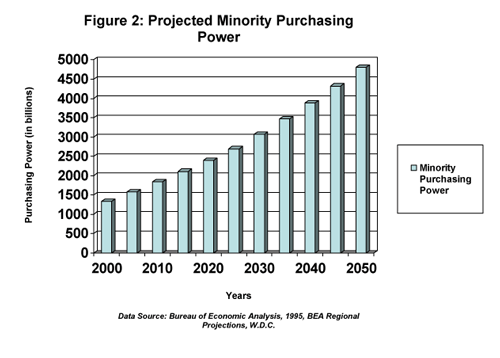 Figure 2: Projected Minority Purchasing
Power
Purchasing Power (in billions)
5000
4500
4000
3500
3000
2500
2000
1500
1000
500
0
2000 2010 2020 2030 2040 2050
Years
Minority
Purchasing
Power
Data Source: Bureau of Economic Analysis, 1995, BEA Regional
Projections, W.D.C.